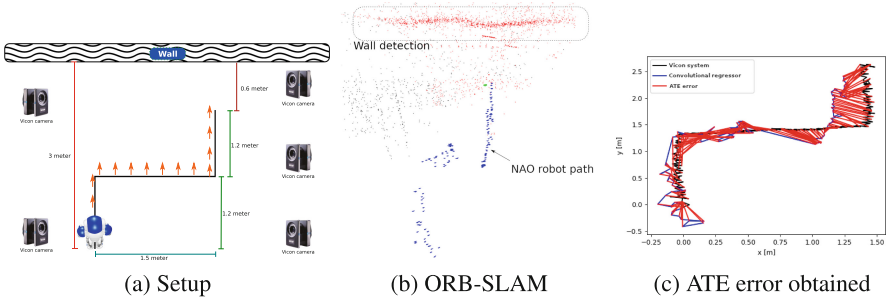 Wall
Vicon camera
Vicon camera
0.6 meter
3 meter
1.2 meter
Vicon camera
1.2 meter
Vicon camera
Vicon camera
1.5 meter
(a) Setup
Wall detection
NAO robot path
(b) ORB-SLAM
Vicon system
Convolutional regressor
ATE error
y [m]
2.5
2.0
1.5
1.0
0.5
0.0
−0.5
−0.25 0.00 0.25 0.50 0.75 1.00 1.25 1.50
x [m]
(c) ATE error obtained